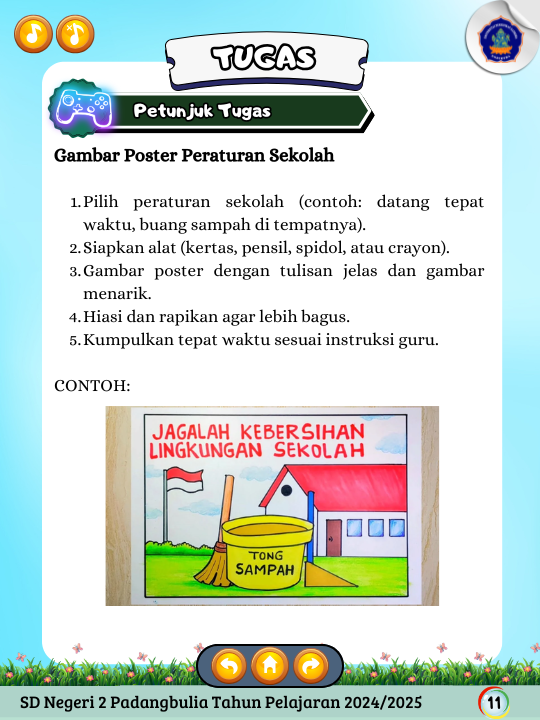 TUGAS
Petunjuk Tugas
Gambar Poster Peraturan Sekolah
1. Pilih peraturan sekolah (contoh: datang tepat
waktu, buang sampah di tempatnya).
2. Siapkan alat (kertas, pensil, spidol, atau crayon).
3. Gambar poster dengan tulisan jelas dan gambar
menarik.
4. Hiasi dan rapikan agar lebih bagus.
5. Kumpulkan tepat waktu sesuai instruksi guru.
CONTOH:
JAGALAH KEBERSIHAN
LINGKUNGAN SEKOLAH
TONG
SAMPAH
SD Negeri 2 Padangbulia Tahun Pelajaran 2024/2025
11